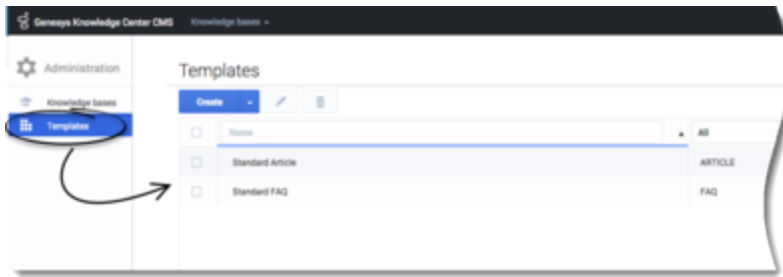 Genesys Knowledge Center CMS Knowledge bases
Administration
Templates
Knowledge bases
Create
Templates
Name All
Standard Article ARTICLE
Standard FAQ FAQ